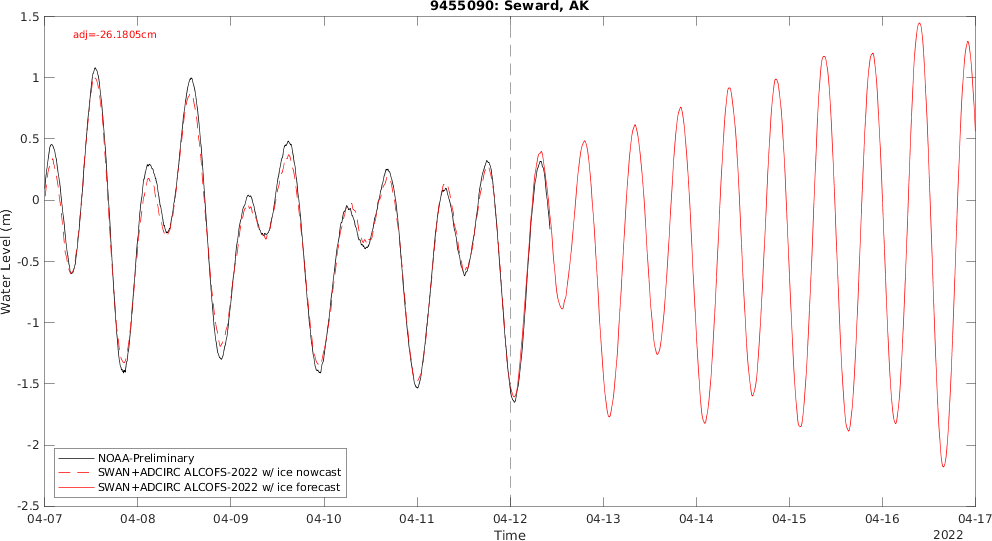 9455090: Seward, AK
adj=-26.1805cm
1.5
1
0.5
0
-0.5
-1
-1.5
-2
-2.5
Water Level (m)
NOAA-Preliminary
SWAN+ADCIRC ALCOFS-2022 w/ ice nowcast
SWAN+ADCIRC ALCOFS-2022 w/ ice forecast
04-07 04-08 04-09 04-10 04-11 04-12 04-13 04-14 04-15 04-16 04-17
Time
2022